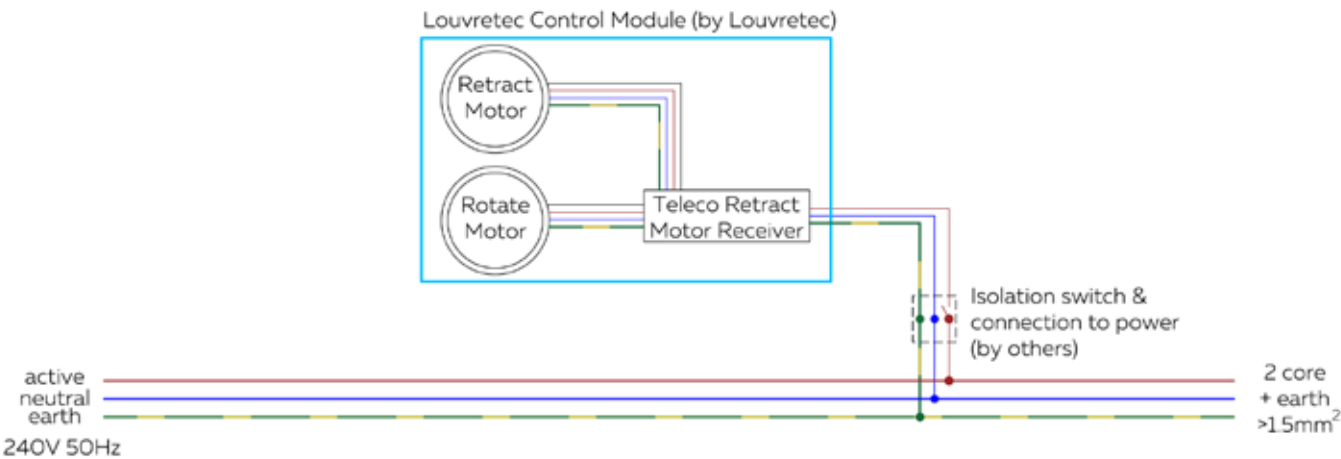 Louvretec Control Module (by Louvretec)
Retract
Motor
Rotate
Motor
Teleco Retract
Motor Receiver
Isolation switch &
connection to power
(by others)
active
neutral
earth
240V 50Hz
2 core
+ earth
>1.5mm²